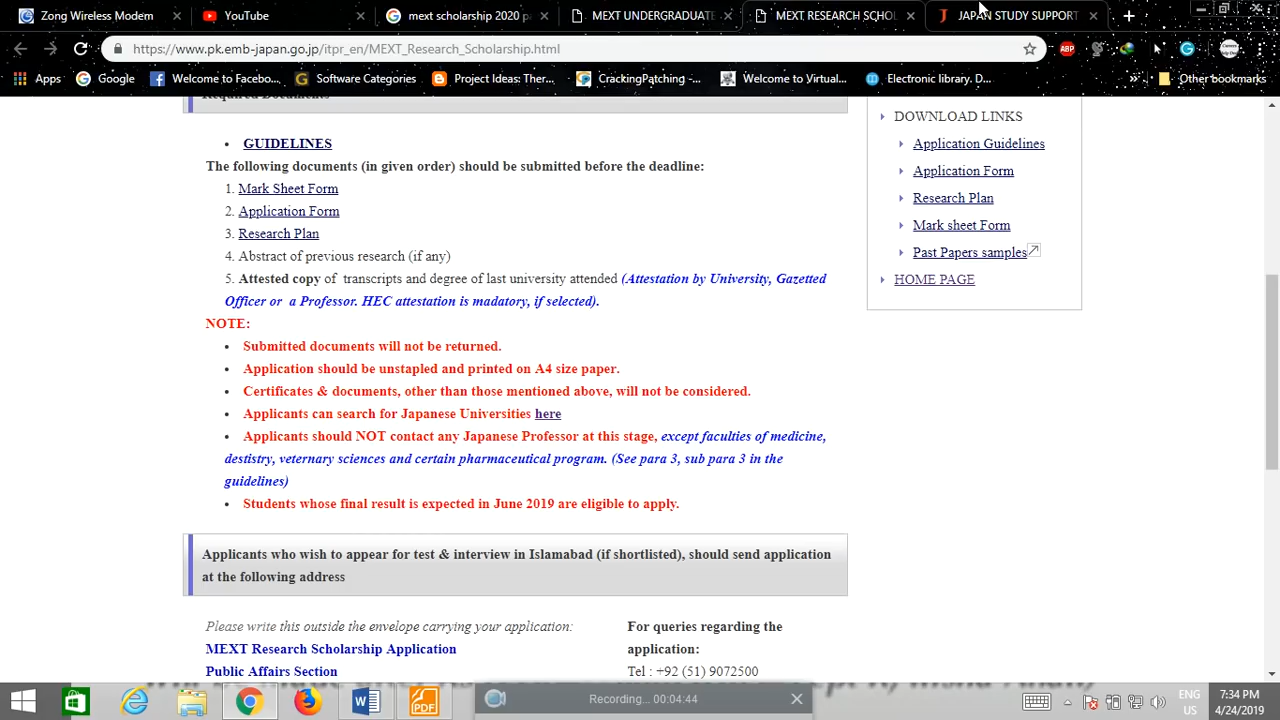 Zong Wireless Modem
YouTube
mext scholarship 2020 pa
MEXT UNDERGRADUATE
MEXT RESEARCH SCHOL
JAPAN STUDY SUPPORT
https://www.pk.emb-japan.go.jp/itpr_en/MEXT_Research_Scholarship.html
ABP
Apps
Google
Welcome to Facebo...
Software Categories
Project Ideas: The...
CrackingPatching -...
Welcome to Virtual...
Electronic library. D...
Other bookmarks
Required Documents
GUIDELINES
The following documents (in given order) should be submitted before the deadline:
1. Mark Sheet Form
2. Application Form
3. Research Plan
4. Abstract of previous research (if any)
5. Attested copy of transcripts and degree of last university attended (Attestation by University, Gazetted
Officer or a Professor. HEC attestation is madatory, if selected).
NOTE:
Submitted documents will not be returned.
Application should be unstapled and printed on A4 size paper.
Certificates & documents, other than those mentioned above, will not be considered.
Applicants can search for Japanese Universities here
Applicants should NOT contact any Japanese Professor at this stage, except faculties of medicine,
destistry, veternary sciences and certain pharmaceutical program. (See para 3, sub para 3 in the
guidelines)
Students whose final result is expected in June 2019 are eligible to apply.
Applicants who wish to appear for test & interview in Islamabad (if shortlisted), should send application
at the following address
Please write this outside the envelope carrying your application:
MEXT Research Scholarship Application
Public Affairs Section
For queries regarding the
application:
Tel : +92 (51) 9072500
DOWNLOAD LINKS
Application Guidelines
Application Form
Research Plan
Mark sheet Form
Past Papers samples
HOME PAGE
PDF
Recording... 00:04:44
ENG
US
7:34 PM
4/24/2019